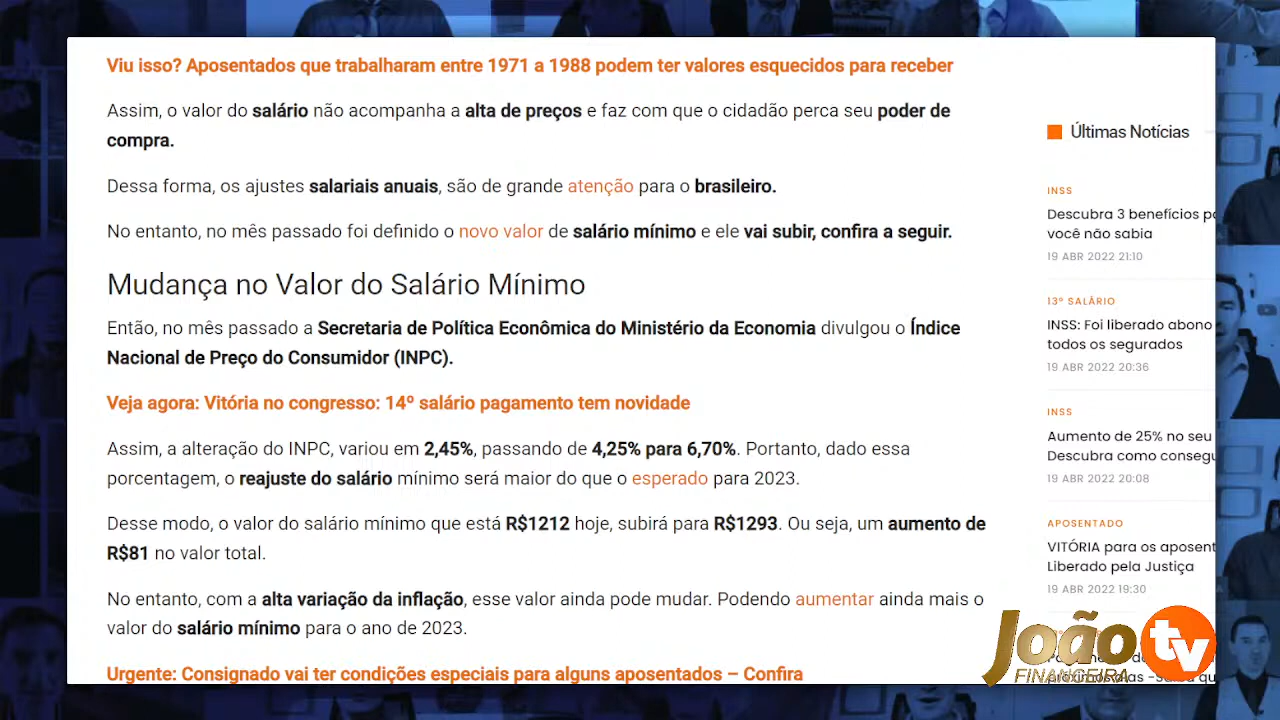 Viu isso? Aposentados que trabalharam entre 1971 a 1988 podem ter valores esquecidos para receber
Assim, o valor do salário não acompanha a alta de preços e faz com que o cidadão perca seu poder de
compra.
Dessa forma, os ajustes salariais anuais, são de grande atenção para o brasileiro.
No entanto, no mês passado foi definido o novo valor de salário mínimo e ele vai subir, confira a seguir.
Mudança no Valor do Salário Mínimo
Então, no mês passado a Secretaria de Política Econômica do Ministério da Economia divulgou o Índice
Nacional de Preço do Consumidor (INPC).
Veja agora: Vitória no congresso: 14º salário pagamento tem novidade
Assim, a alteração do INPC, variou em 2,45%, passando de 4,25% para 6,70%. Portanto, dado essa
porcentagem, o reajuste do salário mínimo será maior do que o esperado para 2023.
Desse modo, o valor do salário mínimo que está R$1212 hoje, subirá para R$1293. Ou seja, um aumento de
R$81 no valor total.
No entanto, com a alta variação da inflação, esse valor ainda pode mudar. Podendo aumentar ainda mais o
valor do salário mínimo para o ano de 2023.
Urgente: Consignado vai ter condições especiais para alguns aposentados – Confira
Últimas Notícias
INSS
Descubra 3 benefícios
você não sabia
19 ABR 2022 21:10
13º SALÁRIO
INSS: Foi liberado abono
todos os segurados
19 ABR 2022 20:36
INSS
Aumento de 25% no seu
Descubra como consegu
19 ABR 2022 20:08
APOSENTADO
VITÓRIA para os aposent
Liberado pela Justiça
19 ABR 2022 19:30
João tv
FINANCEIRA